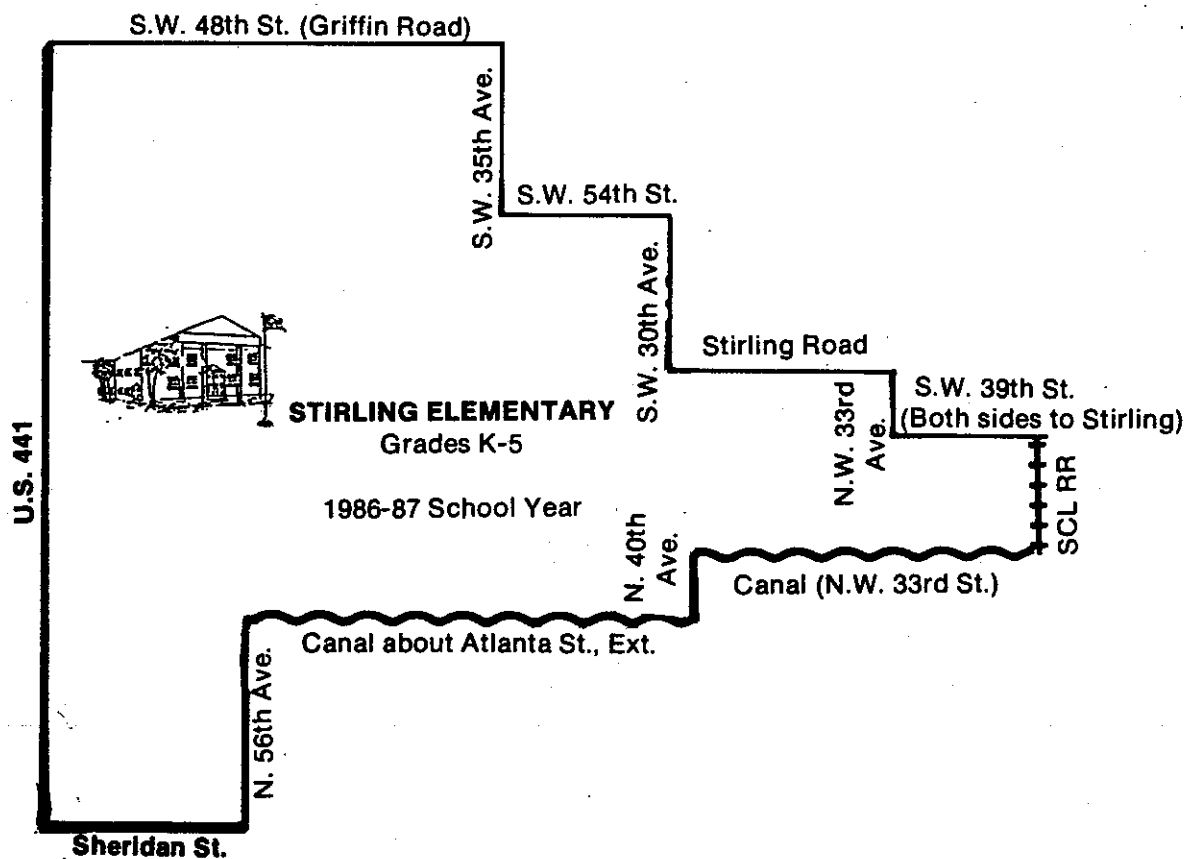 S.W. 48th St. (Griffin Road)
S.W. 35th Ave.
S.W. 54th St.
S.W. 30th Ave.
Stirling Road
N.W. 33rd
Ave.
S.W. 39th St.
(Both sides to Stirling)
SCL RR
U.S. 441
STIRLING ELEMENTARY
Grades K-5
1986-87 School Year
N. 40th
Ave.
Canal (N.W. 33rd St.)
Canal about Atlanta St., Ext.
N. 56th Ave.
Sheridan St.